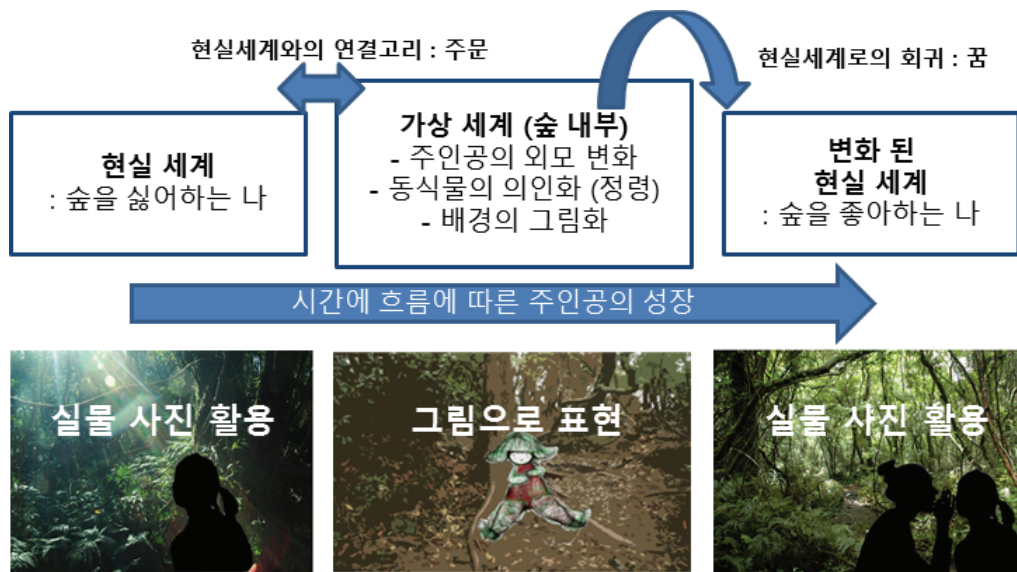 현실세계와의 연결고리 : 주문
현실세계로의 회귀 : 꿈
현실 세계
: 숲을 싫어하는 나
가상 세계 (숲 내부)
- 주인공의 외모 변화
- 동식물의 의인화 (정령)
- 배경의 그림화
변화 된
현실 세계
: 숲을 좋아하는 나
시간에 흐름에 따른 주인공의 성장
실물 사진 활용
그림으로 표현
실물 사진 활용